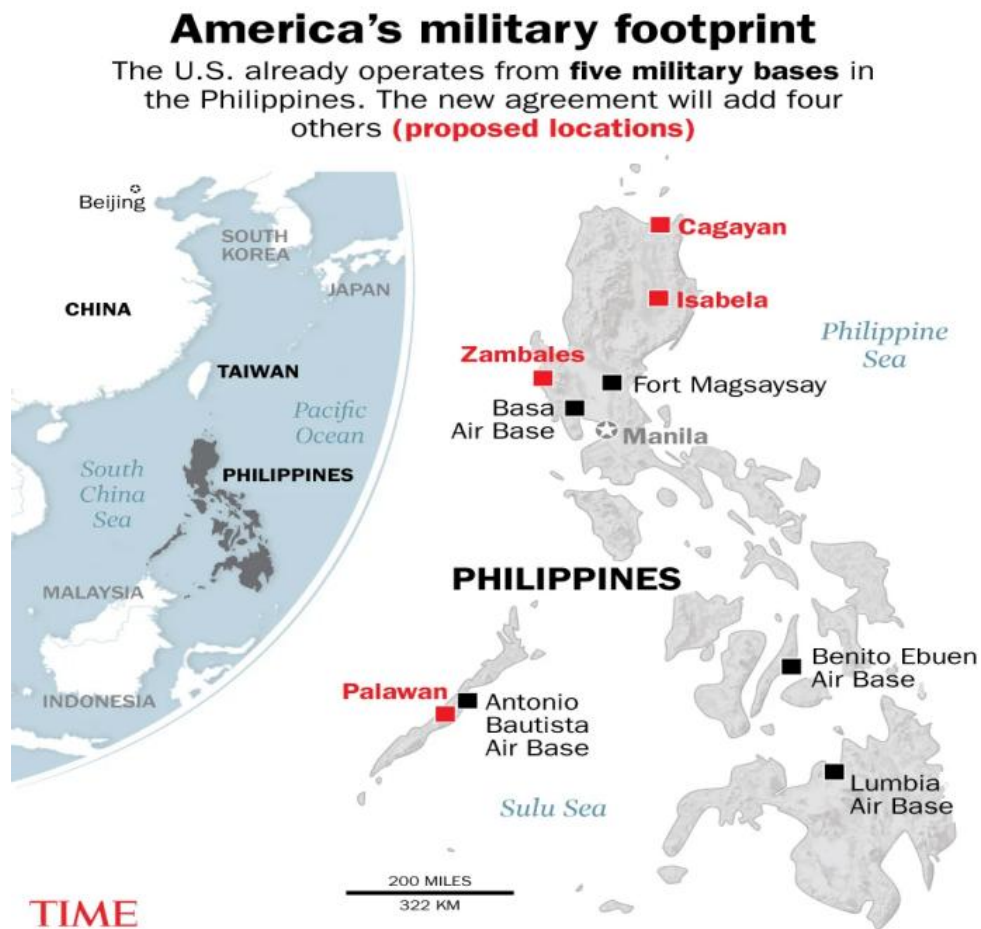 America's military footprint
The U.S. already operates from five military bases in
the Philippines. The new agreement will add four
others (proposed locations)
Beijing
SOUTH
KOREA
JAPAN
CHINA
TAIWAN
Pacific
Ocean
South
China
Sea
PHILIPPINES
MALAYSIA
INDONESIA
Cagayan
Isabela
Philippine
Sea
Zambales
Fort Magsaysay
Basa
Air Base
Manila
PHILIPPINES
Benito Ebuen
Air Base
Palawan
Antonio
Bautista
Air Base
Lumbia
Air Base
Sulu Sea
200 MILES
322 KM
TIME